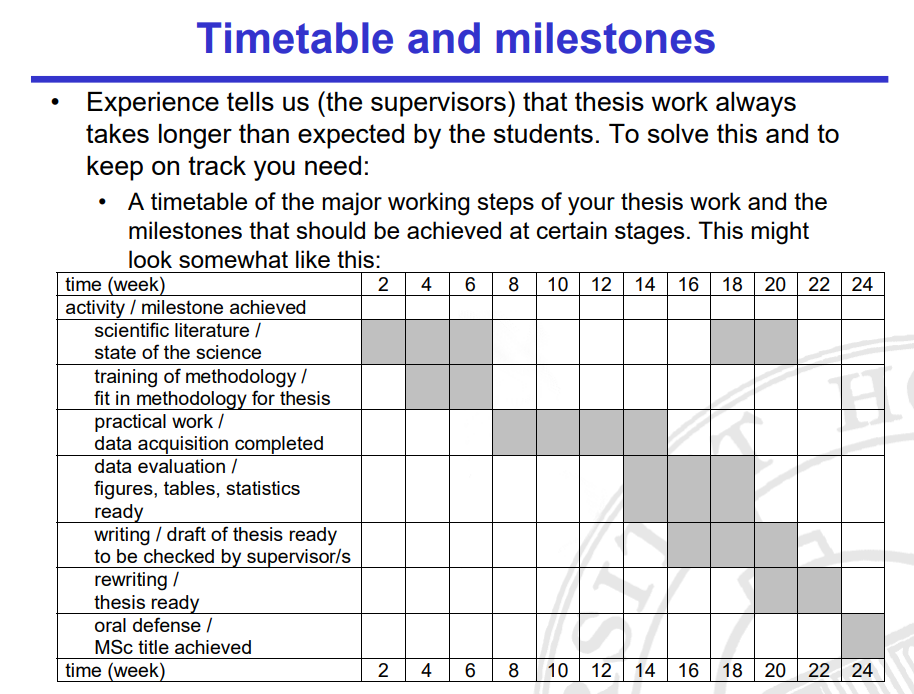 Timetable and milestones
• Experience tells us (the supervisors) that thesis work always
takes longer than expected by the students. To solve this and to
keep on track you need:
• A timetable of the major working steps of your thesis work and the
milestones that should be achieved at certain stages. This might
look somewhat like this:
time (week) 2 4 6 8 10 12 14 16 18 20 22 24
activity / milestone achieved
scientific literature /
state of the science
training of methodology /
fit in methodology for thesis
practical work /
data acquisition completed
data evaluation /
figures, tables, statistics
ready
writing / draft of thesis ready
to be checked by supervisor/s
rewriting /
thesis ready
oral defense /
MSc title achieved
time (week) 2 4 6 8 10 12 14 16 18 20 22 24